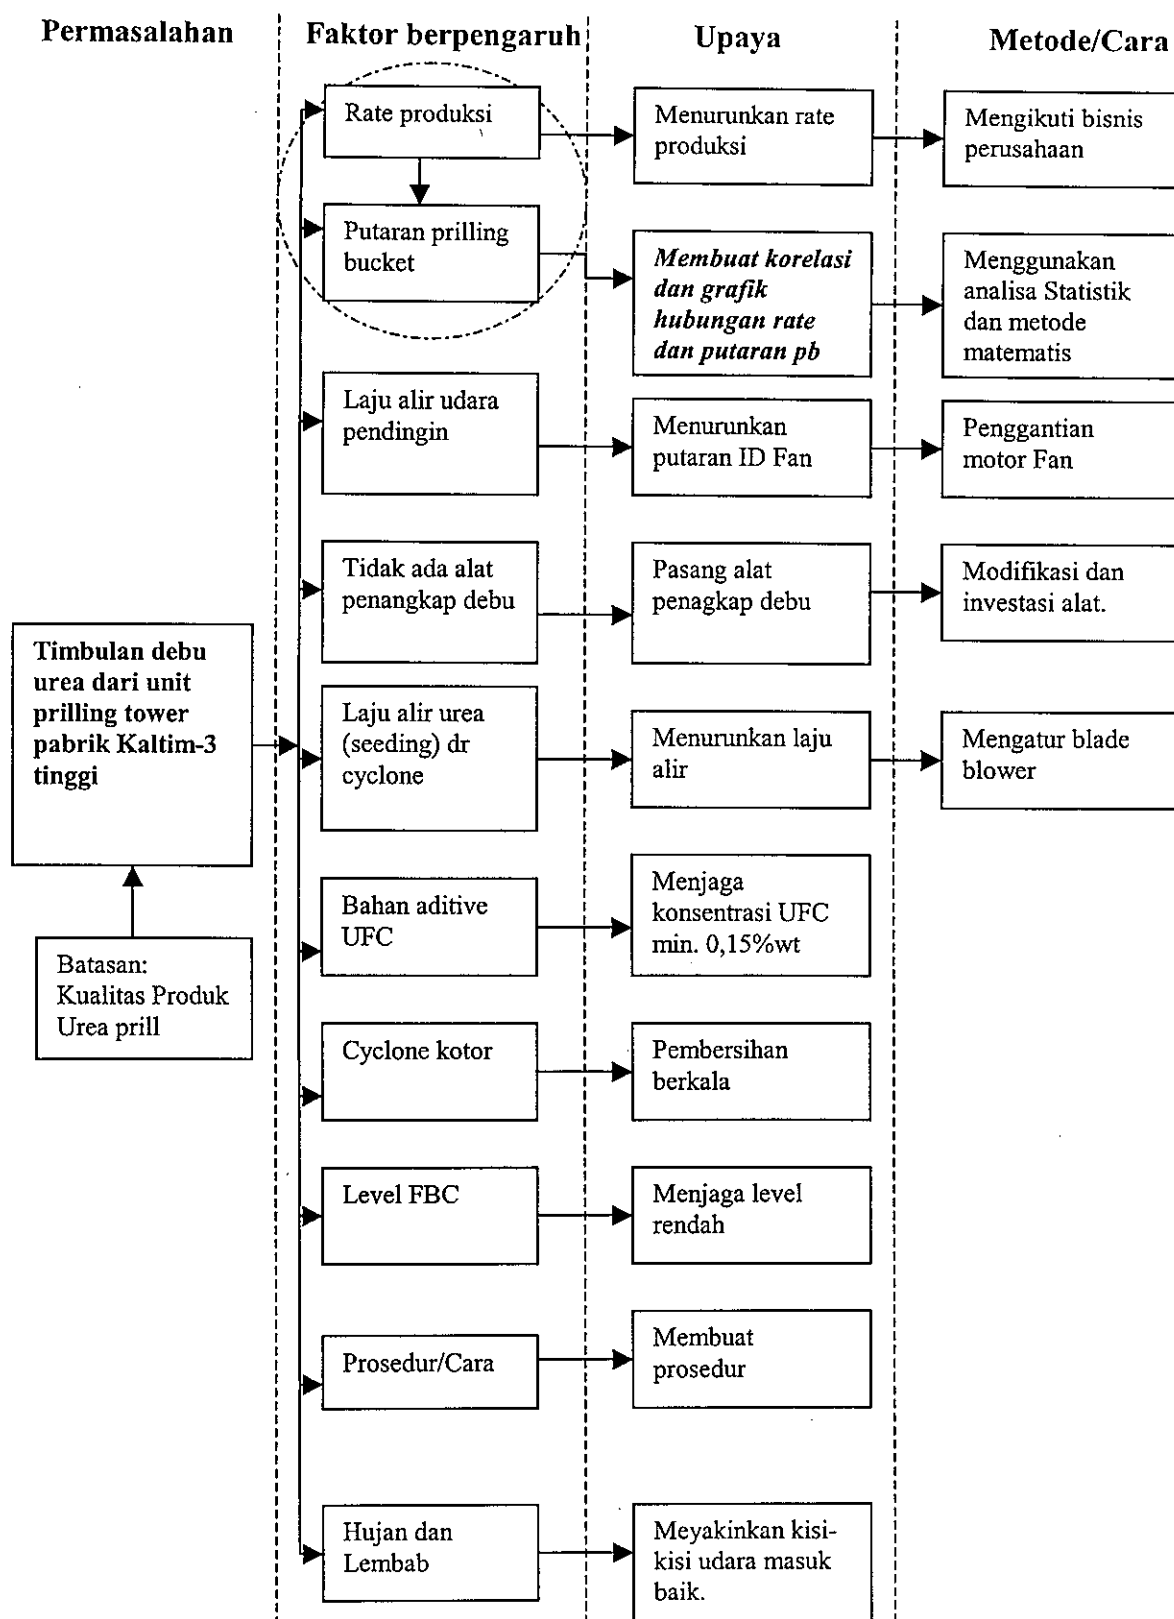 Permasalahan
Faktor berpengaruh
Upaya
Metode/Cara
Rate produksi
Menurunkan rate
produksi
Mengikuti bisnis
perusahaan
Putaran prilling
bucket
Membuat korelasi
dan grafik
hubungan rate
dan putaran pb
Menggunakan
analisa Statistik
dan metode
matematis
Laju alir udara
pendingin
Menurunkan
putaran ID Fan
Penggantian
motor Fan
Tidak ada alat
penangkap debu
Pasang alat
penagkap debu
Modifikasi dan
investasi alat.
Timbulan debu
urea dari unit
prilling tower
pabrik Kaltim-3
tinggi
Laju alir urea
(seeding) dr
cyclone
Menurunkan laju
alir
Mengatur blade
blower
Batasan:
Kualitas Produk
Urea prill
Bahan aditive
UFC
Menjaga
konsentrasi UFC
min. 0,15%wt
Cyclone kotor
Pembersihan
berkala
Level FBC
Menjaga level
rendah
Prosedur/Cara
Membuat
prosedur
Hujan dan
Lembab
Meyakinkan kisi-
kisi udara masuk
baik.